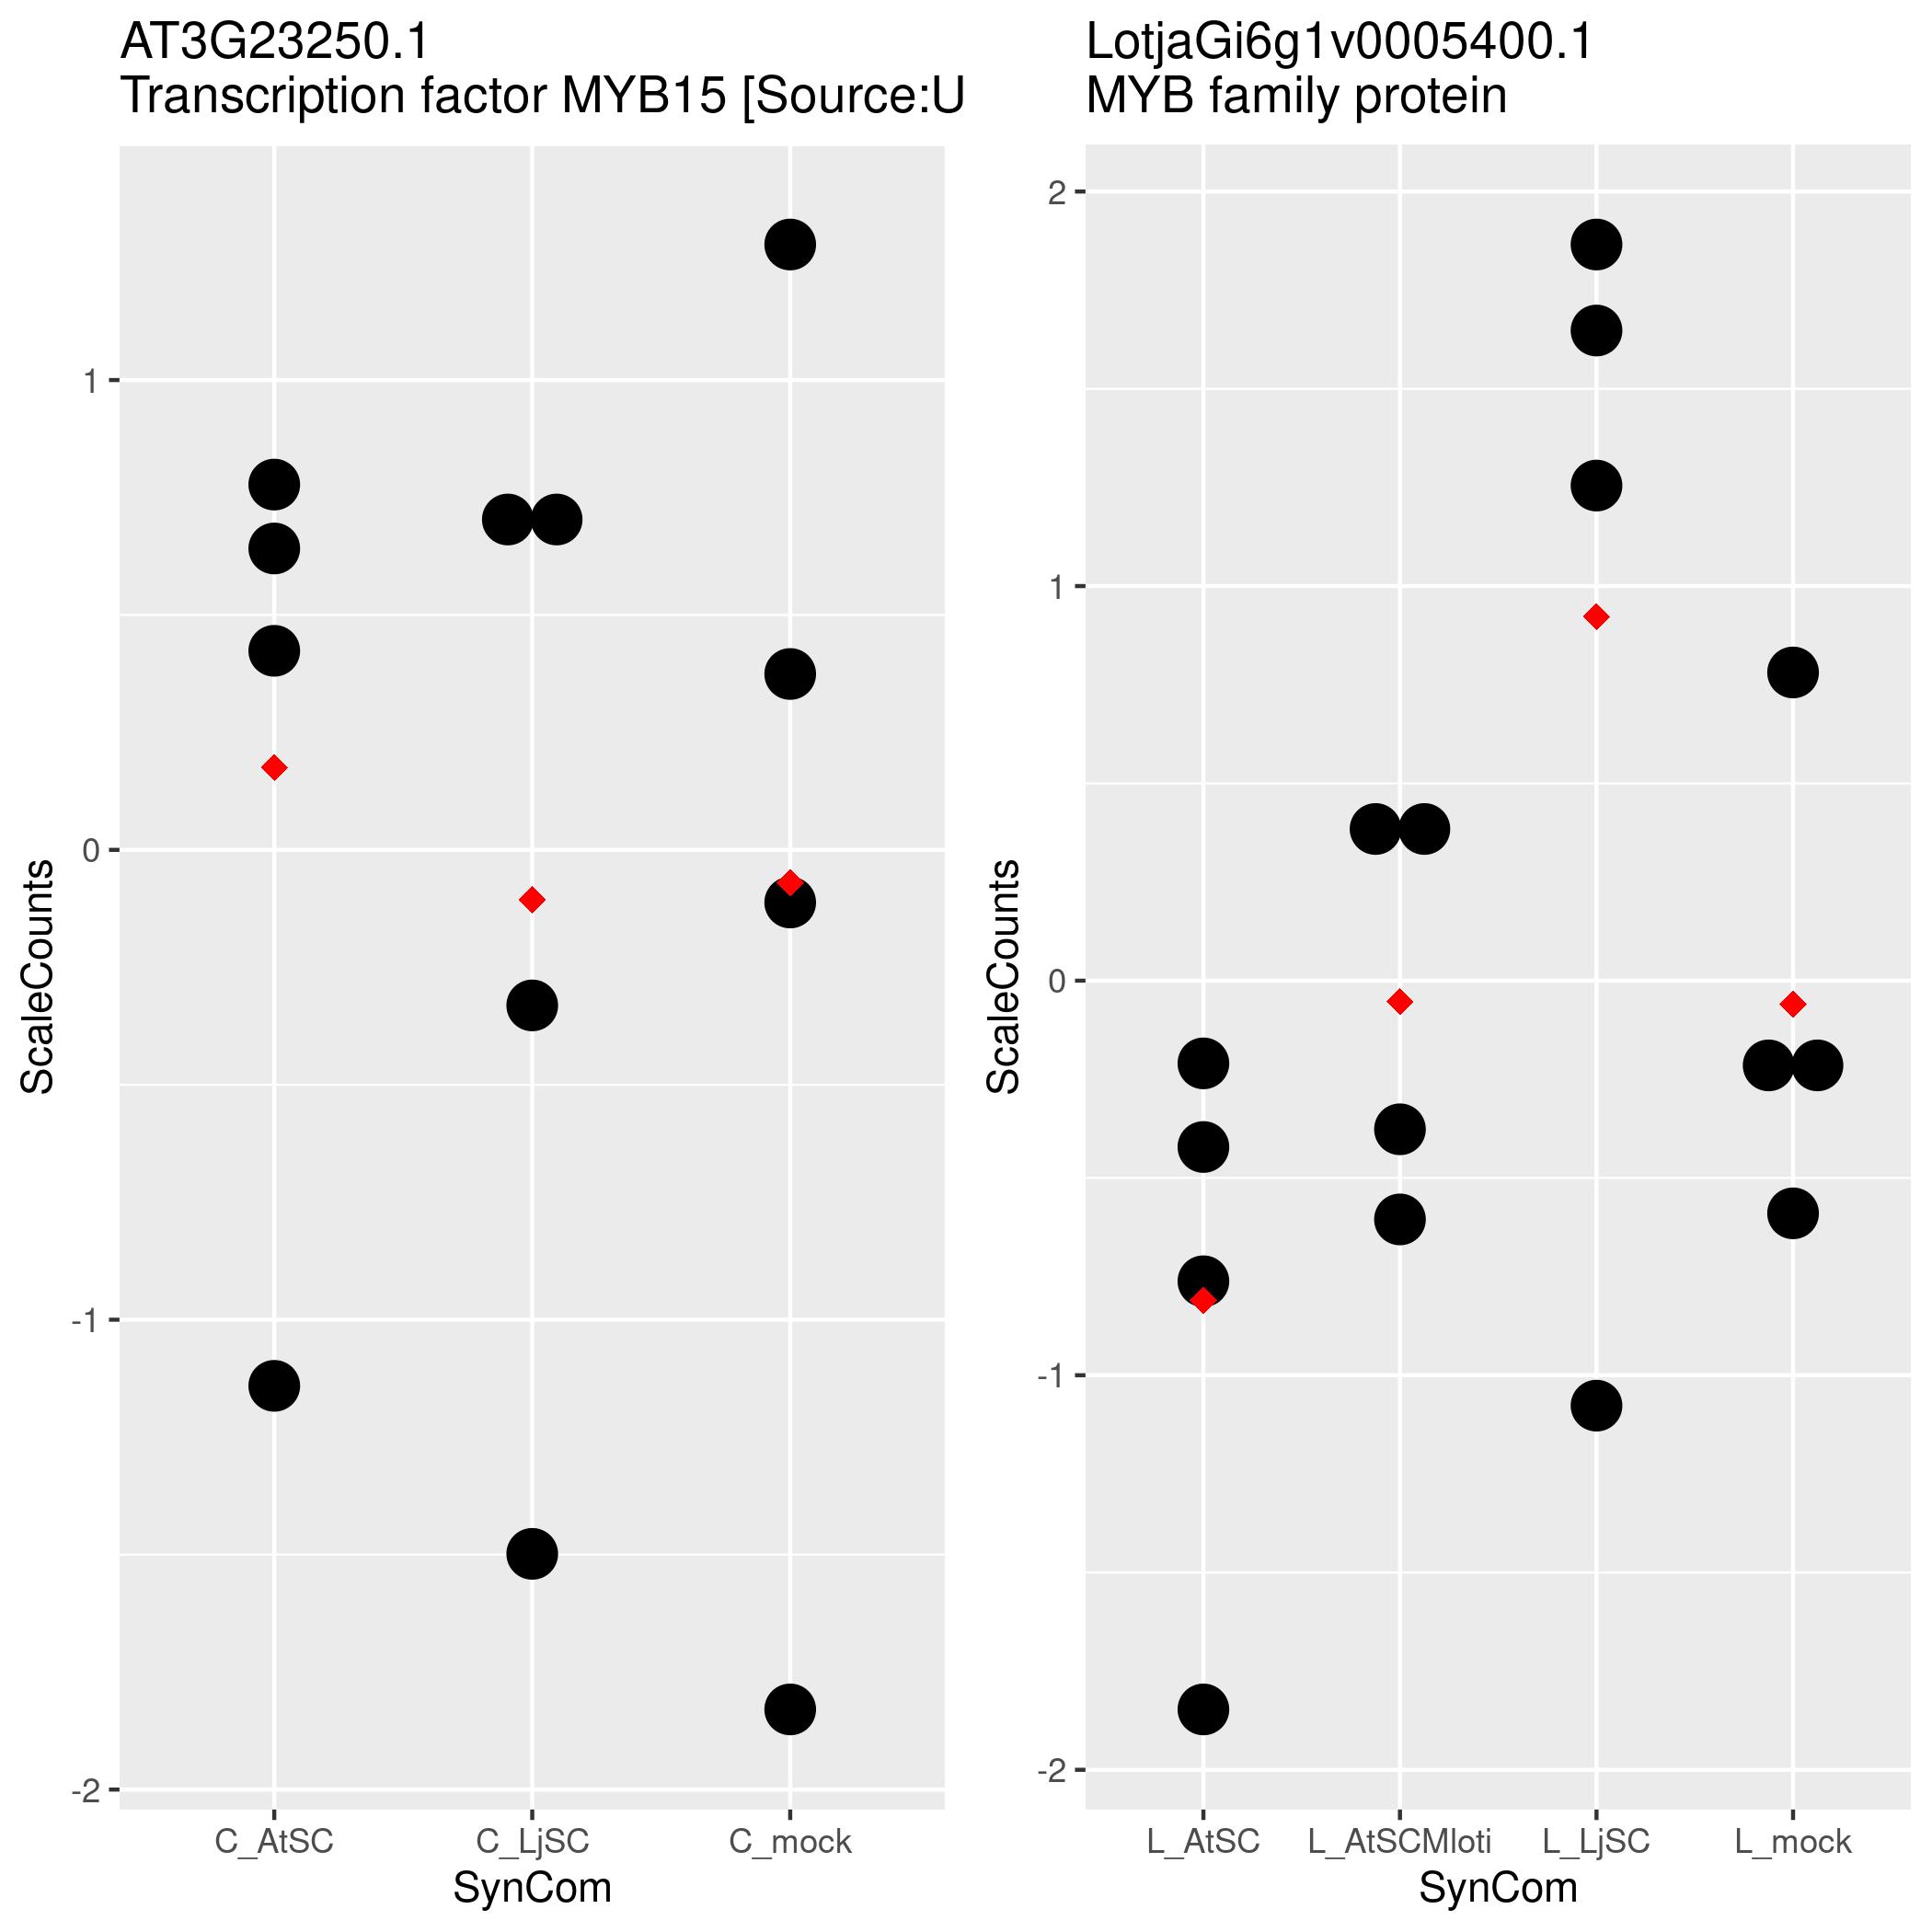 AT3G23250.1
Transcription factor MYB15 [Source:U
ScaleCounts
1
0
-1
-2
C_AtSC C_LjSC C_mock
SynCom
LotjaGi6g1v0005400.1
MYB family protein
ScaleCounts
2
1
0
-1
-2
L_AtSC L_AtSCMloti L_LjSC L_mock
SynCom